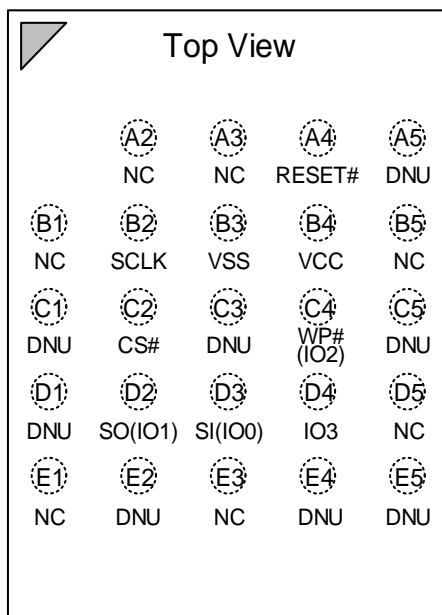 Top View
A2 A3 A4 A5
NC NC RESET# DNU
B1 B2 B3 B4 B5
NC SCLK VSS VCC NC
C1 C2 C3 C4 C5
DNU CS# DNU WP# (IO2) DNU
D1 D2 D3 D4 D5
DNU SO(IO1) SI(IO0) IO3 NC
E1 E2 E3 E4 E5
NC DNU NC DNU DNU